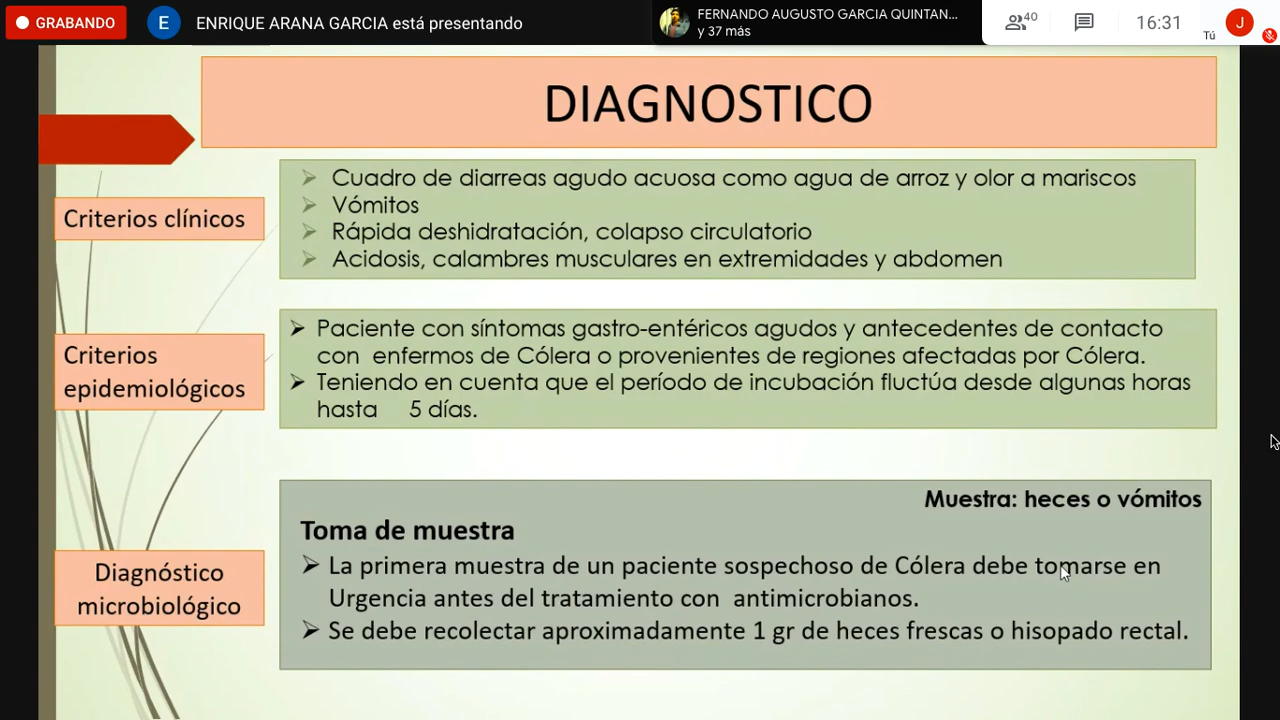 GRABANDO
E
ENRIQUE ARANA GARCIA está presentando
FERNANDO AUGUSTO GARCIA QUINTAN...
y 37 más
40
16:31
Tú
J
DIAGNOSTICO
Criterios clínicos
➢ Cuadro de diarreas agudo acuosa como agua de arroz y olor a mariscos
➢ Vómitos
➢ Rápida deshidratación, colapso circulatorio
➢ Acidosis, calambres musculares en extremidades y abdomen
Criterios
epidemiológicos
➢ Paciente con síntomas gastro-entéricos agudos y antecedentes de contacto
con enfermos de Cólera o provenientes de regiones afectadas por Cólera.
➢ Teniendo en cuenta que el período de incubación fluctúa desde algunas horas
hasta 5 días.
Diagnóstico
microbiológico
Muestra: heces o vómitos
Toma de muestra
➢ La primera muestra de un paciente sospechoso de Cólera debe tomarse en
Urgencia antes del tratamiento con antimicrobianos.
➢ Se debe recolectar aproximadamente 1 gr de heces frescas o hisopado rectal.